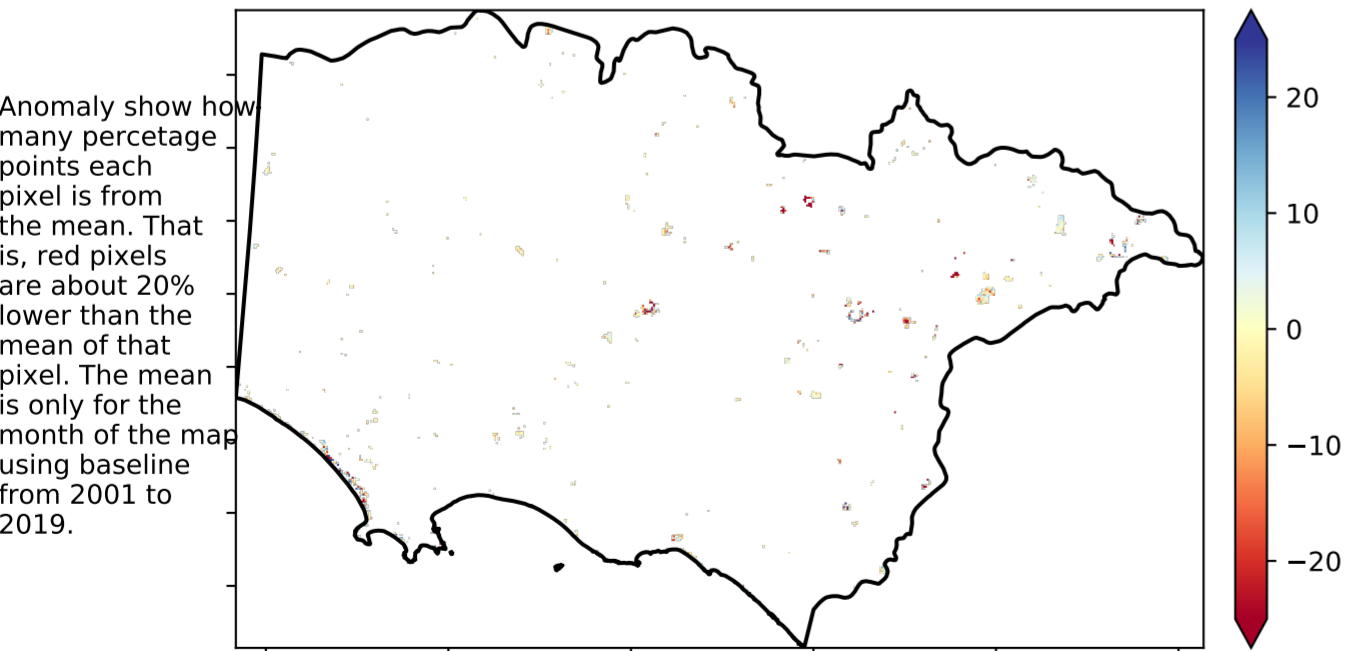 Anomaly show how
many percetage
points each
pixel is from
the mean. That
is, red pixels
are about 20%
lower than the
mean of that
pixel. The mean
is only for the
month of the map
using baseline
from 2001 to
2019.
20
10
0
−10
−20